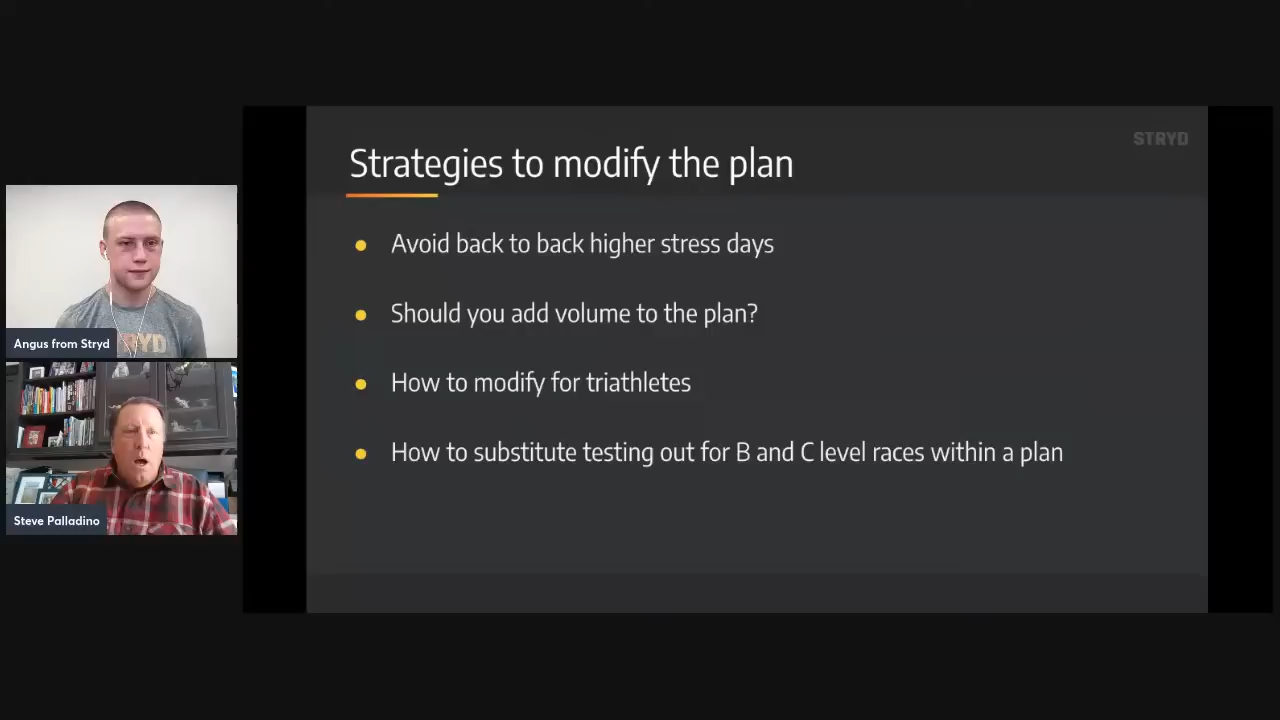 STRYD
Strategies to modify the plan
Avoid back to back higher stress days
Should you add volume to the plan?
How to modify for triathletes
How to substitute testing out for B and C level races within a plan
Angus from Stryd
Steve Palladino